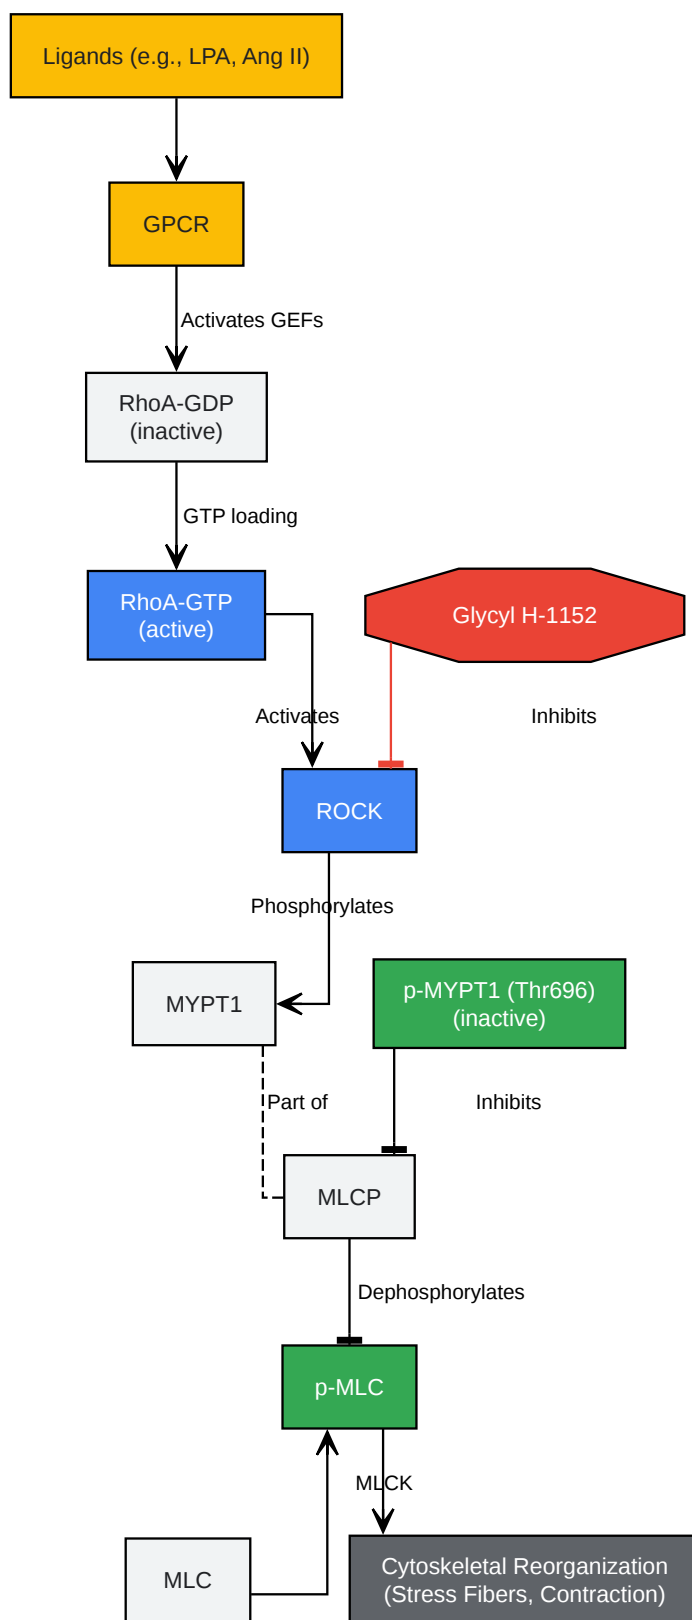 Ligands (e.g., LPA, Ang II)
GPCR
Activates GEFs
RhoA-GDP
(inactive)
GTP loading
RhoA-GTP
(active)
Glycyl H-1152
Activates
Inhibits
ROCK
Phosphorylates
MYPT1
p-MYPT1 (Thr696)
(inactive)
Part of
Inhibits
MLCP
Dephosphorylates
p-MLC
MLCK
MLC
Cytoskeletal Reorganization
(Stress Fibers, Contraction)